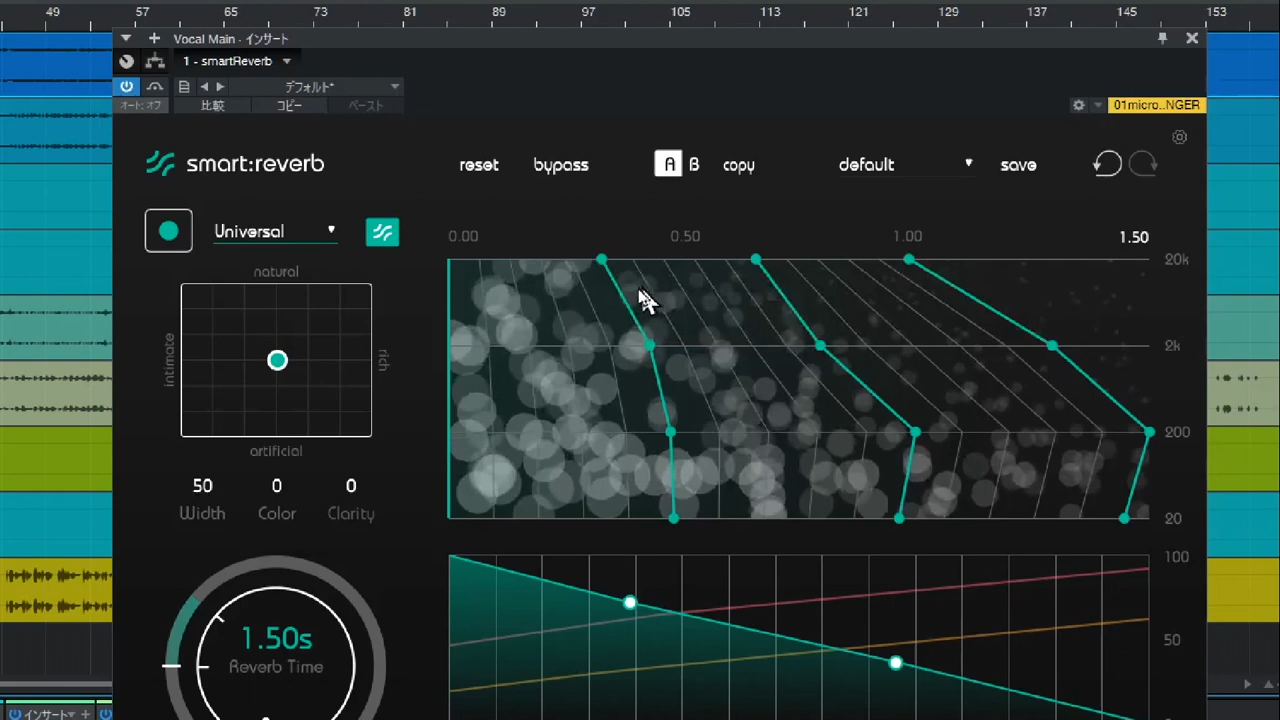 49 57 65 73 81 89 97 105 113 121 129 137 145 153
Vocal Main - インサート
1 - smartReverb
デフォルト*
オート: オフ 比較 コピー ペースト 01micro..NGER
smart:reverb reset bypass A B copy default save
Universal
0.00 0.50 1.00 1.50
natural
intimate
rich
artificial
20k
2k
200
20
50 0 0
Width Color Clarity
1.50s
Reverb Time
100
50
インサート